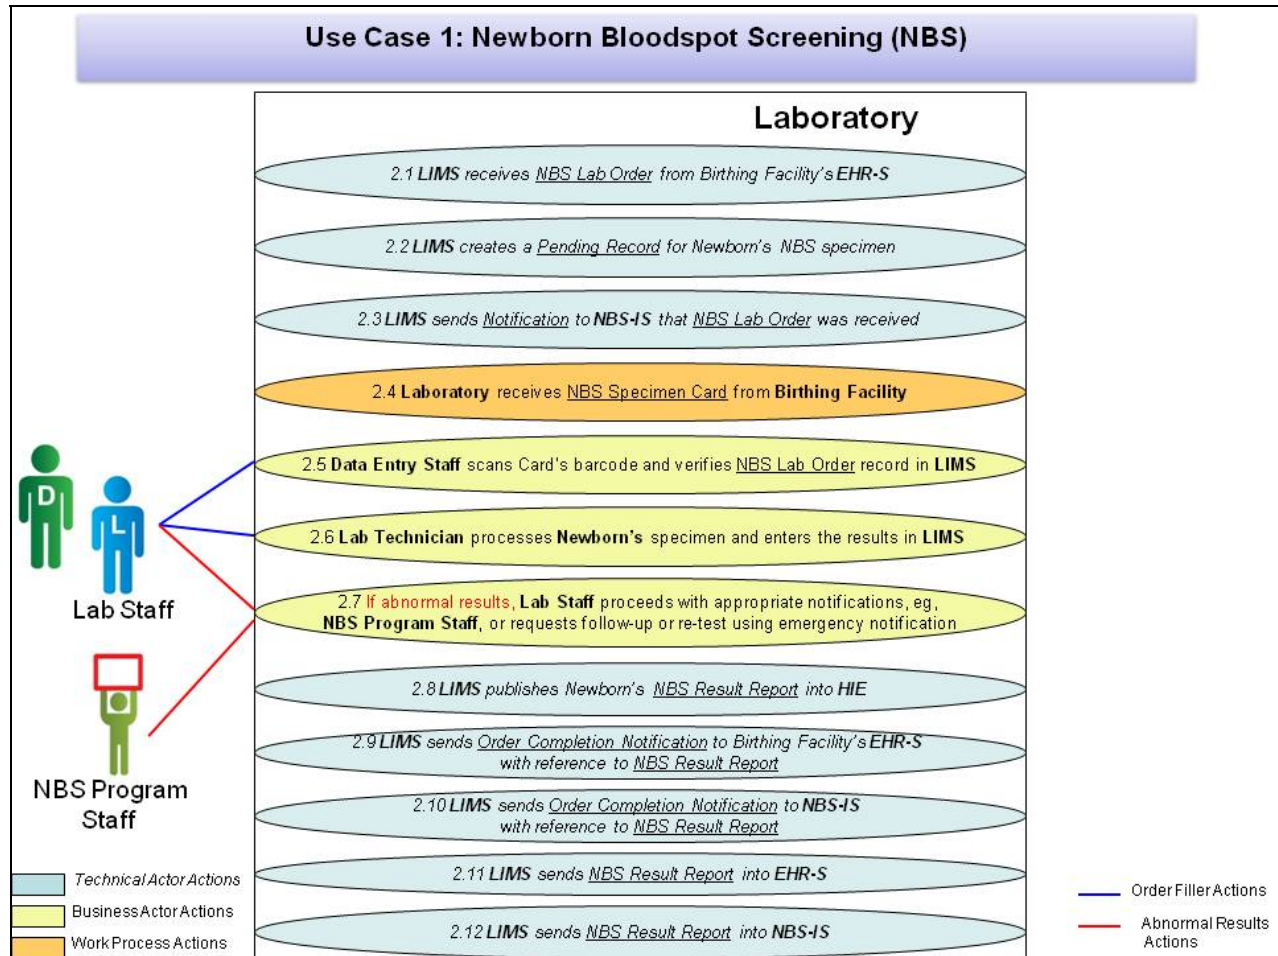 Use Case 1: Newborn Bloodspot Screening (NBS)
Laboratory
2.1 LIMS receives NBS Lab Order from Birthing Facility's EHR-S
2.2 LIMS creates a Pending Record for Newborn's NBS specimen
2.3 LIMS sends Notification to NBS-IS that NBS Lab Order was received
2.4 Laboratory receives NBS Specimen Card from Birthing Facility
2.5 Data Entry Staff scans Card's barcode and verifies NBS Lab Order record in LIMS
2.6 Lab Technician processes Newborn's specimen and enters the results in LIMS
2.7 If abnormal results, Lab Staff proceeds with appropriate notifications, eg,
NBS Program Staff, or requests follow-up or re-test using emergency notification
2.8 LIMS publishes Newborn's NBS Result Report into HIE
2.9 LIMS sends Order Completion Notification to Birthing Facility's EHR-S
with reference to NBS Result Report
2.10 LIMS sends Order Completion Notification to NBS-IS
with reference to NBS Result Report
2.11 LIMS sends NBS Result Report into EHR-S
2.12 LIMS sends NBS Result Report into NBS-IS
D
L
Lab Staff
NBS Program
Staff
Technical Actor Actions
Business Actor Actions
Work Process Actions
Order Filler Actions
Abnormal Results
Actions